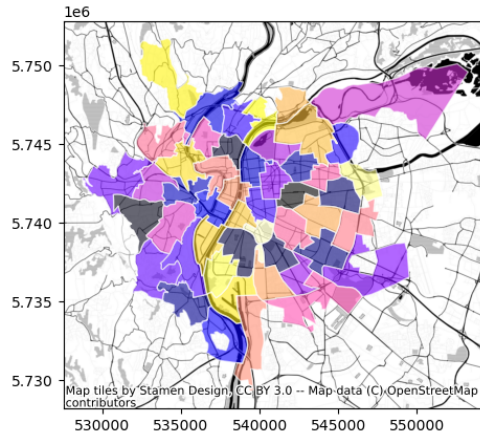 1e6
5.750
5.745
5.740
5.735
5.730
Map tiles by Stamen Design, CC BY 3.0 -- Map data (C) OpenStreetMap
contributors
530000 535000 540000 545000 550000